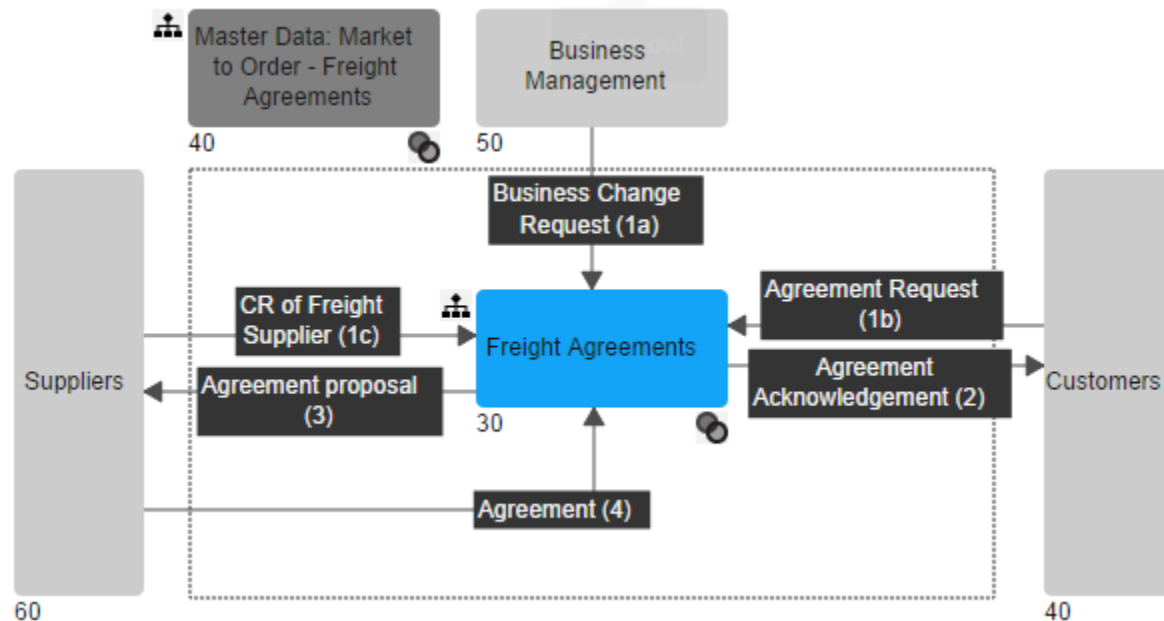 Master Data: Market
to Order - Freight
Agreements
40
Business
Management
50
Business Change
Request (1a)
CR of Freight
Supplier (1c)
Agreement Request
(1b)
Freight Agreements
30
Suppliers
60
Agreement proposal
(3)
Agreement
Acknowledgement (2)
Customers
40
Agreement (4)